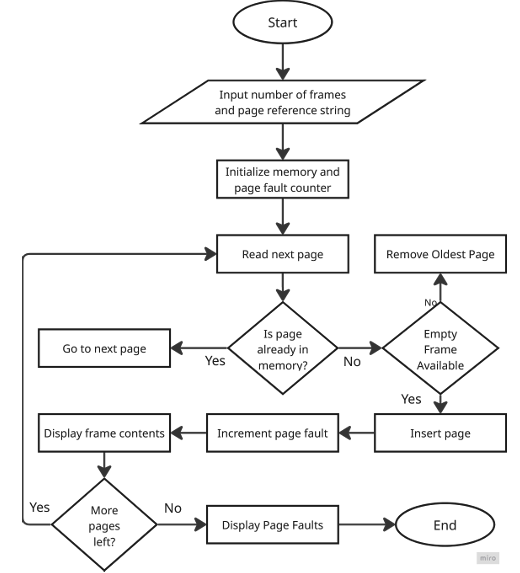 Start
Input number of frames
and page reference string
Initialize memory and
page fault counter
Read next page
Remove Oldest Page
No
Is page
already in
memory?
Empty
Frame
Available
Go to next page
Yes
No
Yes
Display frame contents
Increment page fault
Insert page
Yes
More
pages
left?
No
Display Page Faults
End
miro